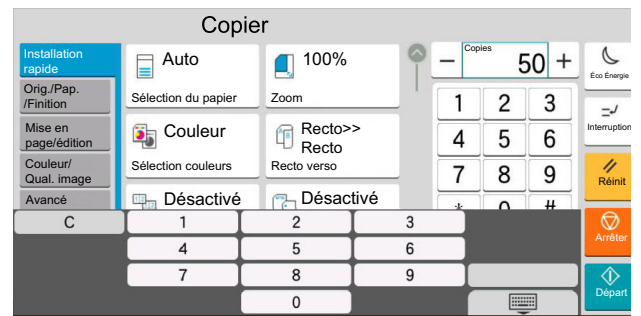 Copier
Installation
rapide
Orig./Pap.
/Finition
Mise en
page/édition
Couleur/
Qual. image
Avancé
Auto
Sélection du papier
100%
Zoom
Couleur
Sélection couleurs
Recto>>
Recto
Recto verso
Désactivé
Désactivé
Copies
− 50 +
1 2 3
4 5 6
7 8 9
* 0 #
Éco Énergie
Interruption
Réinit
Arrêter
Départ
C 1 2 3
4 5 6
7 8 9
0